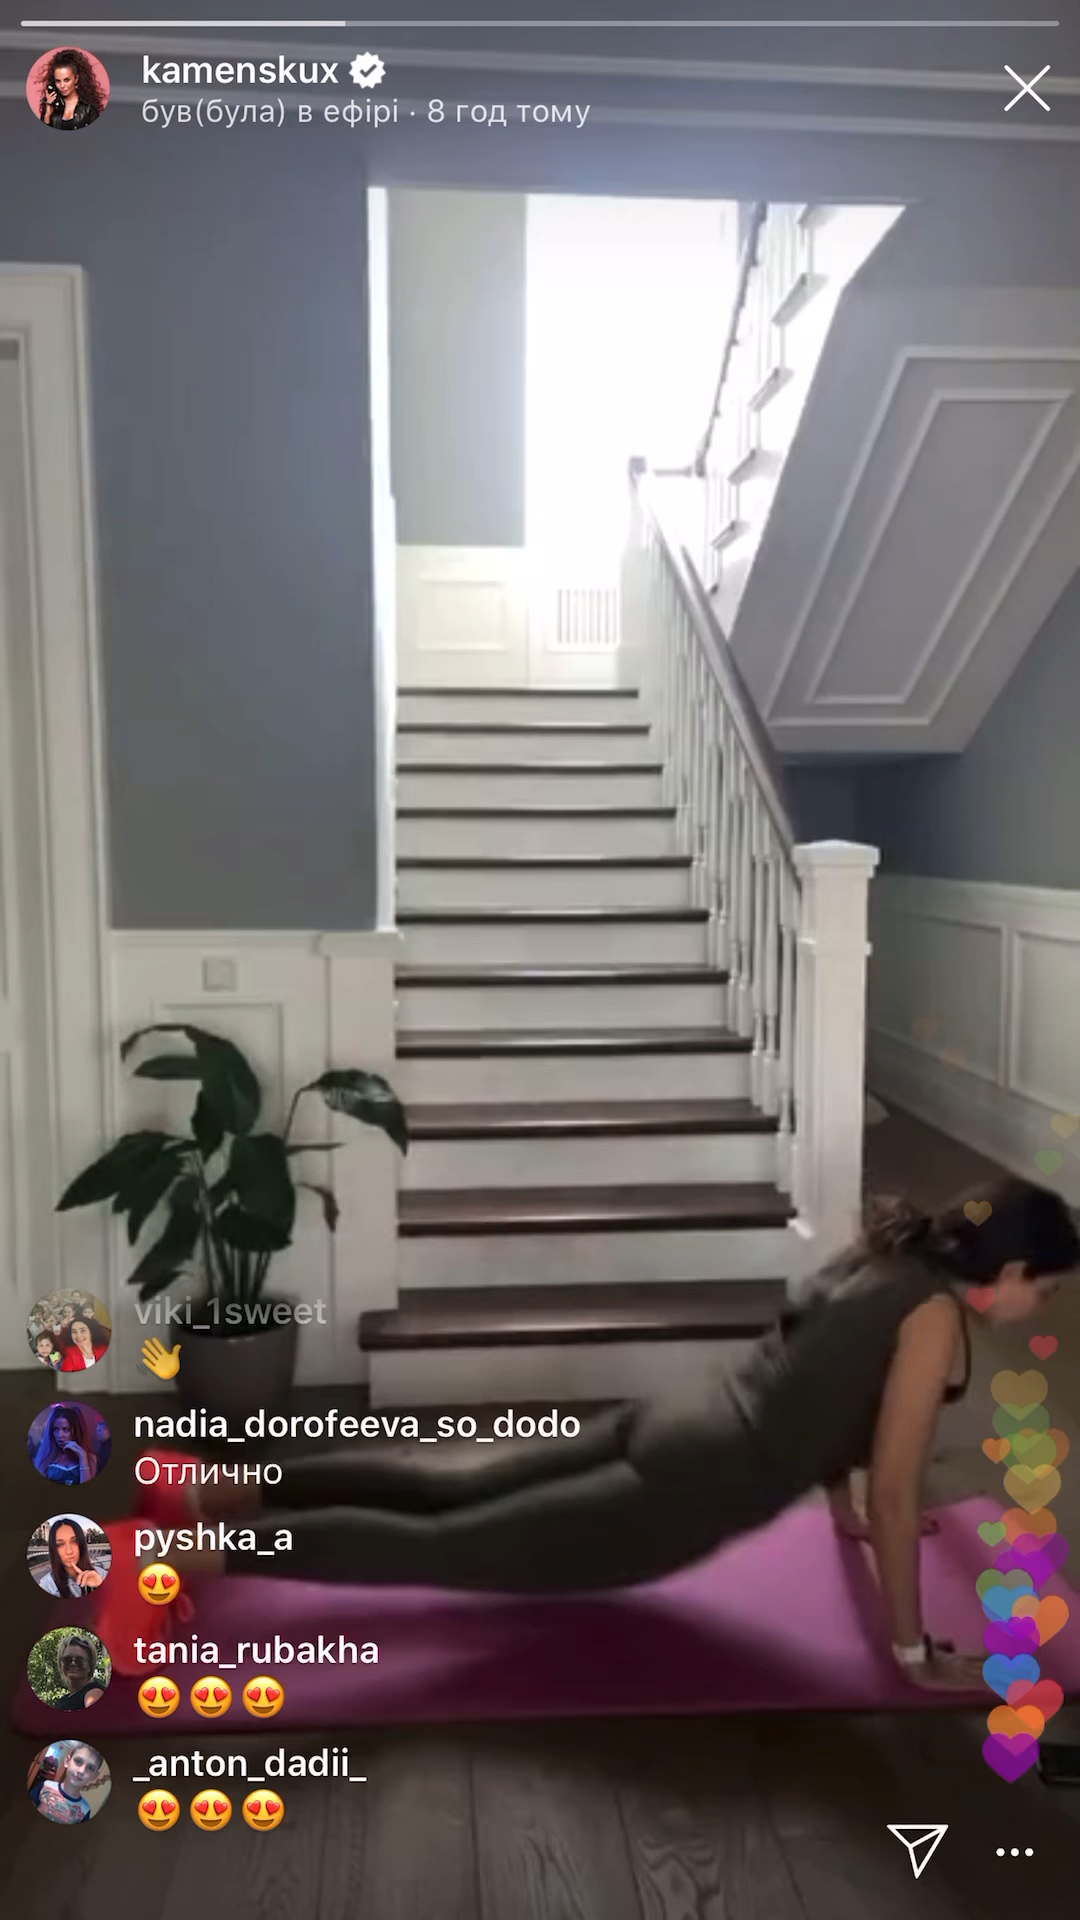 kamenskux
був(була) в ефірі · 8 год тому
viki_1sweet
👋
nadia_dorofeeva_so_dodo
Отлично
pyshka_a
😍
tania_rubakha
😍😍😍
_anton_dadii_
😍😍😍